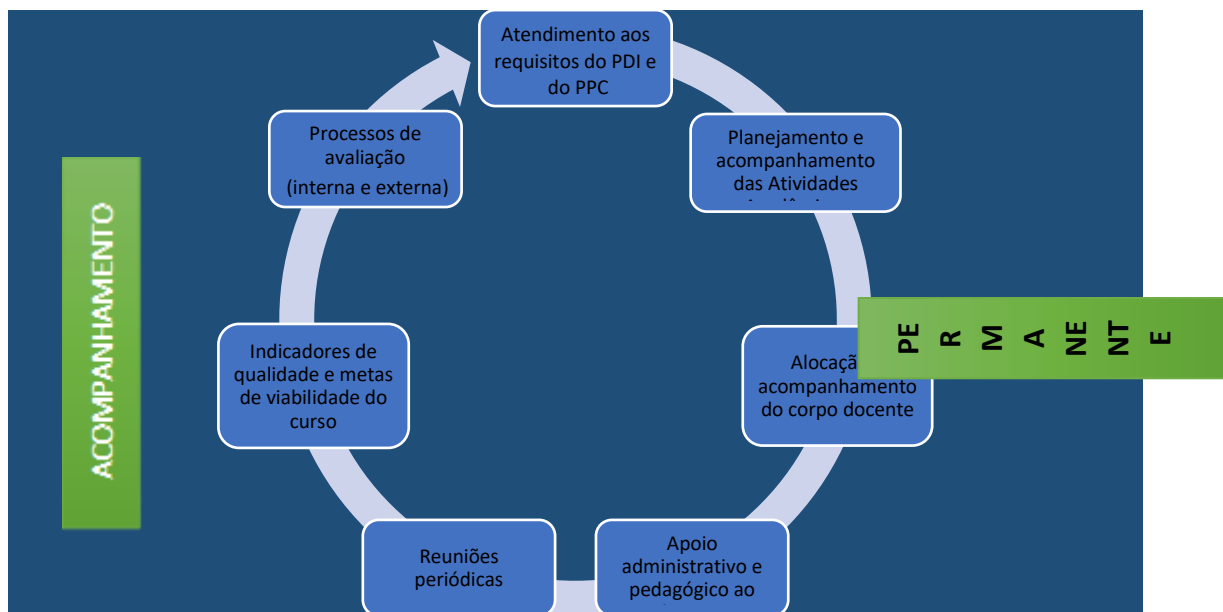 Atendimento aos
requisitos do PDI e
do PPC
Planejamento e
acompanhamento
das Atividades
acompanhamento
do corpo docente
Apoio
administrativo e
pedagógico ao
Reuniões
periódicas
Indicadores de
qualidade e metas
de viabilidade do
curso
Processos de
avaliação
(interna e externa)
ACOMPANHAMENTO
PE
R
M
A
NE
NT
E